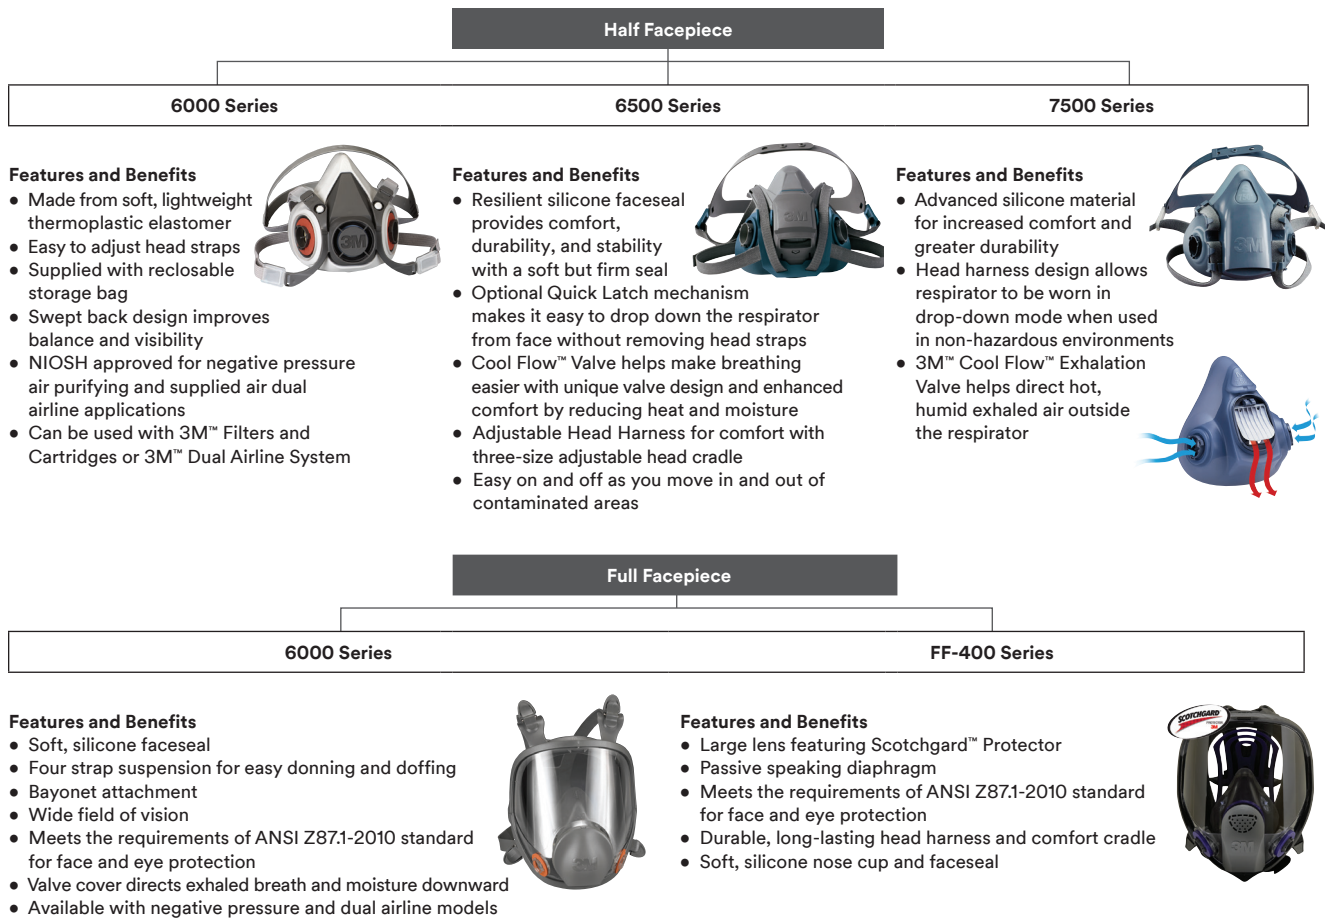 Half Facepiece
6000 Series
6500 Series
7500 Series
Features and Benefits
● Made from soft, lightweight
thermoplastic elastomer
● Easy to adjust head straps
● Supplied with reclosable
storage bag
● Swept back design improves
balance and visibility
● NIOSH approved for negative pressure
air purifying and supplied air dual
airline applications
● Can be used with 3M™ Filters and
Cartridges or 3M™ Dual Airline System
3M
Features and Benefits
● Resilient silicone faceseal
provides comfort,
durability, and stability
with a soft but firm seal
● Optional Quick Latch mechanism
makes it easy to drop down the respirator
from face without removing head straps
● Cool Flow™ Valve helps make breathing
easier with unique valve design and enhanced
comfort by reducing heat and moisture
● Adjustable Head Harness for comfort with
three-size adjustable head cradle
● Easy on and off as you move in and out of
contaminated areas
3M
Features and Benefits
● Advanced silicone material
for increased comfort and
greater durability
● Head harness design allows
respirator to be worn in
drop-down mode when used
in non-hazardous environments
● 3M™ Cool Flow™ Exhalation
Valve helps direct hot,
humid exhaled air outside
the respirator
3M
Full Facepiece
6000 Series
FF-400 Series
Features and Benefits
● Soft, silicone faceseal
● Four strap suspension for easy donning and doffing
● Bayonet attachment
● Wide field of vision
● Meets the requirements of ANSI Z87.1-2010 standard
for face and eye protection
● Valve cover directs exhaled breath and moisture downward
● Available with negative pressure and dual airline models
3M
Features and Benefits
● Large lens featuring Scotchgard™ Protector
● Passive speaking diaphragm
● Meets the requirements of ANSI Z87.1-2010 standard
for face and eye protection
● Durable, long-lasting head harness and comfort cradle
● Soft, silicone nose cup and faceseal
SCOTCHGARD
3M
3M